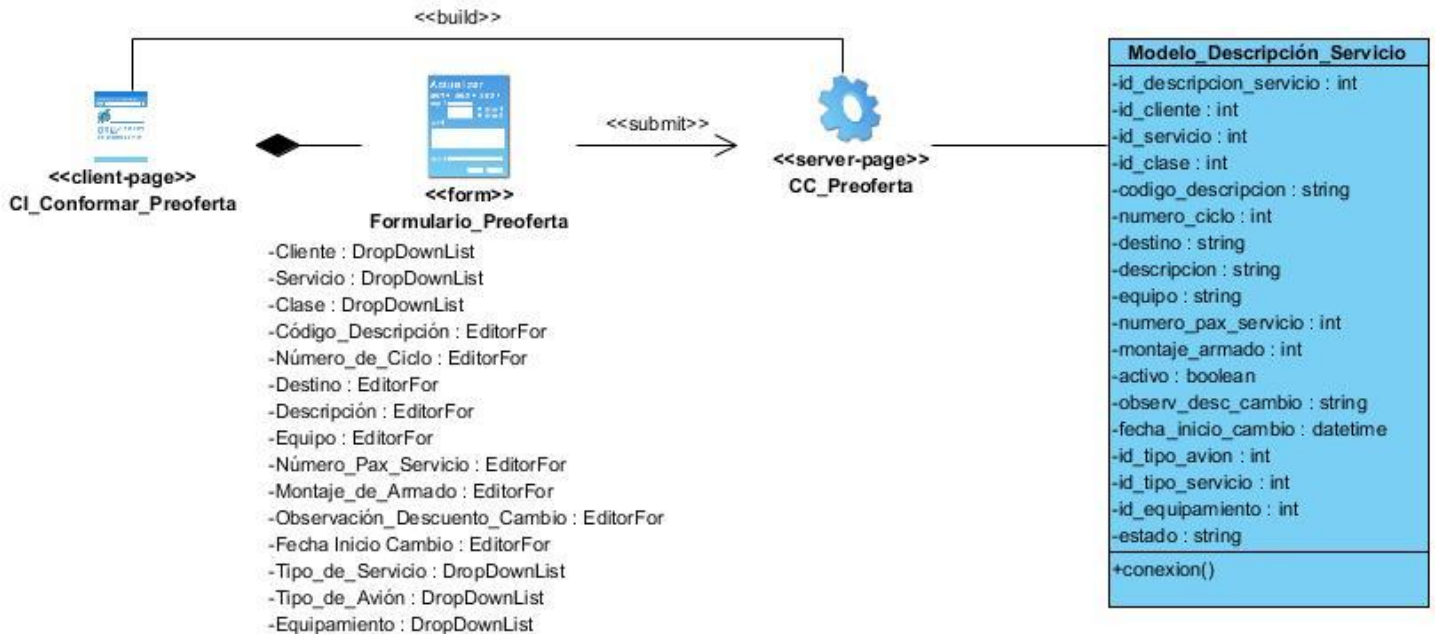 <<build>>
<<client-page>>
CI_Conformar_Preoferta
Actualizar
<<form>>
Formulario_Preoferta
-Cliente : DropDownList
-Servicio : DropDownList
-Clase : DropDownList
-Código_Descripción : EditorFor
-Número_de_Ciclo : EditorFor
-Destino : EditorFor
-Descripción : EditorFor
-Equipo : EditorFor
-Número_Pax_Servicio : EditorFor
-Montaje_de_Armado : EditorFor
-Observación_Descuento_Cambio : EditorFor
-Fecha Inicio Cambio : EditorFor
-Tipo_de_Servicio : DropDownList
-Tipo_de_Avión : DropDownList
-Equipamiento : DropDownList
<<submit>>
<<server-page>>
CC_Preoferta
Modelo_Descripción_Servicio
-id_descripcion_servicio : int
-id_cliente : int
-id_servicio : int
-id_clase : int
-codigo_descripcion : string
-numero_ciclo : int
-destino : string
-descripcion : string
-equipo : string
-numero_pax_servicio : int
-montaje_armado : int
-activo : boolean
-observ_desc_cambio : string
-fecha_inicio_cambio : datetime
-id_tipo_avion : int
-id_tipo_servicio : int
-id_equipamiento : int
-estado : string
+conexion()